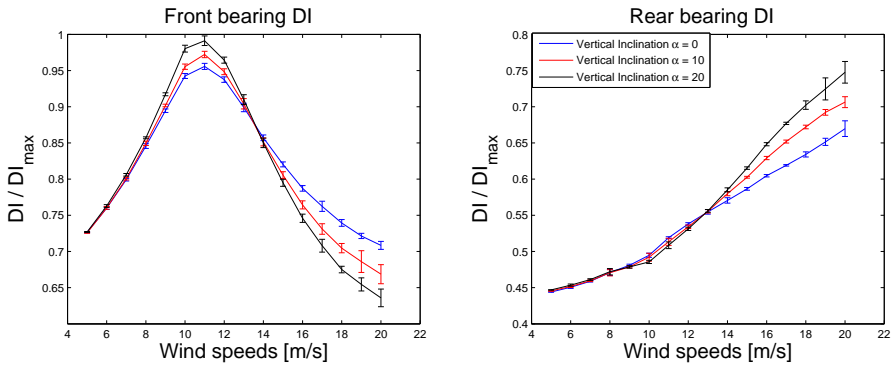 Front bearing DI
1
0.95
0.9
0.85
0.8
0.75
0.7
0.65
DI / DI_max
4 6 8 10 12 14 16 18 20 22
Wind speeds [m/s]
Rear bearing DI
Vertical Inclination α = 0
Vertical Inclination α = 10
Vertical Inclination α = 20
0.8
0.75
0.7
0.65
0.6
0.55
0.5
0.45
0.4
DI / DI_max
4 6 8 10 12 14 16 18 20 22
Wind speeds [m/s]